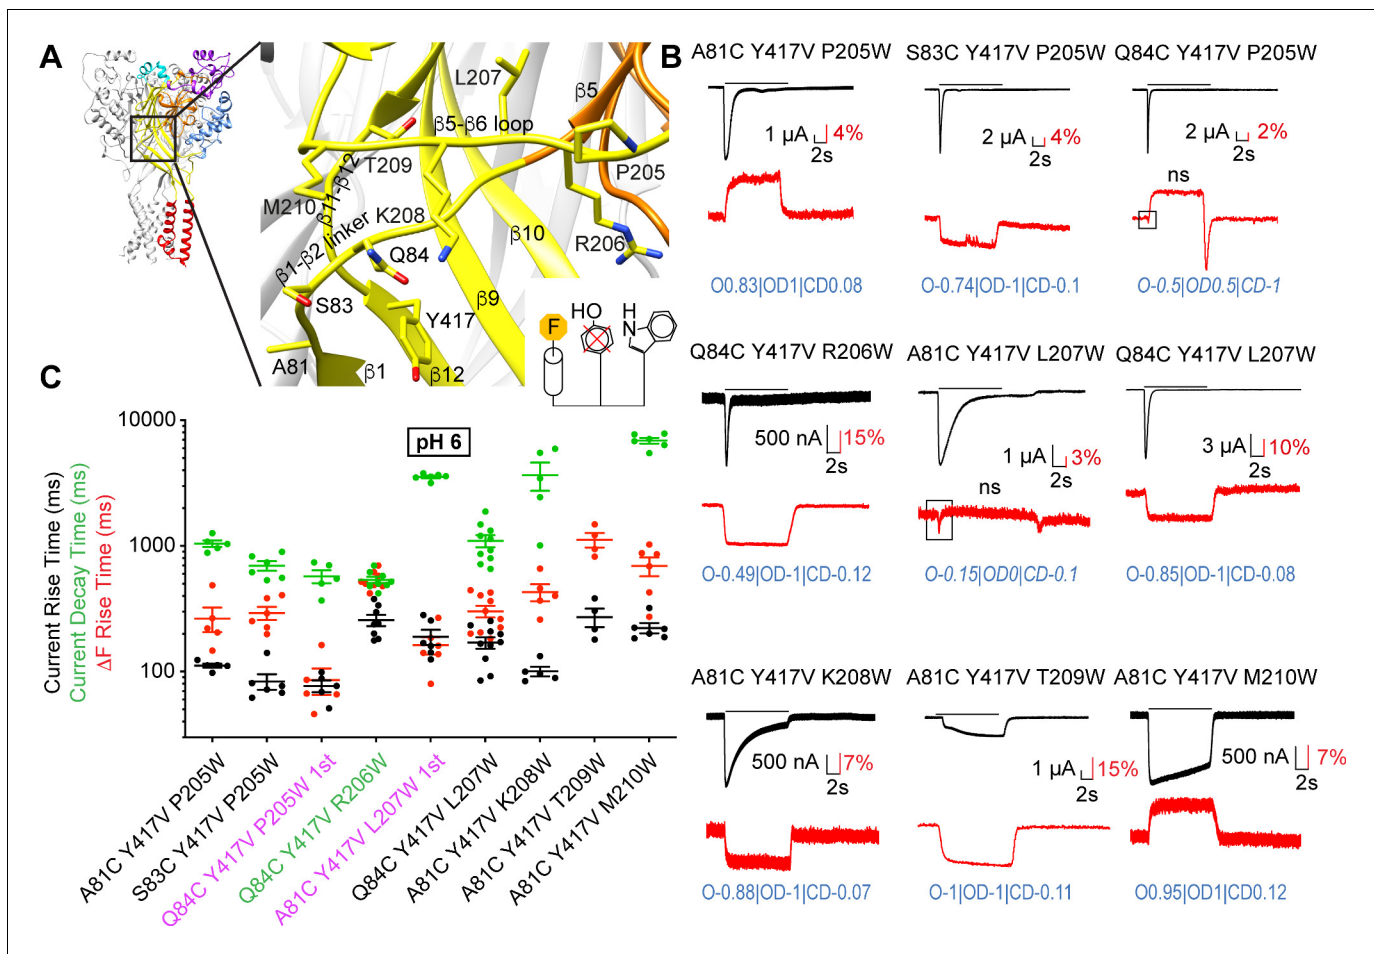 A
L207
β5
β5-β6 loop
T209
P205
β11-β12
M210
K208
β1-β2 linker
Q84
β10
R206
S83
Y417
β9
HO
H
N
F
A81
β1
β12
B
A81C Y417V P205W
S83C Y417V P205W
Q84C Y417V P205W
1 µA 4%
2s
2 µA 4%
2s
2 µA 2%
2s
ns
O0.83|OD1|CD0.08
O-0.74|OD-1|CD-0.1
O-0.5|OD0.5|CD-1
Q84C Y417V R206W
A81C Y417V L207W
Q84C Y417V L207W
500 nA 15%
2s
1 µA 3%
2s
3 µA 10%
2s
ns
O-0.49|OD-1|CD-0.12
O-0.15|OD0|CD-0.1
O-0.85|OD-1|CD-0.08
A81C Y417V K208W
A81C Y417V T209W
A81C Y417V M210W
500 nA 7%
2s
1 µA 15%
2s
500 nA 7%
2s
O-0.88|OD-1|CD-0.07
O-1|OD-1|CD-0.11
O0.95|OD1|CD0.12
C
Current Rise Time (ms)
Current Decay Time (ms)
ΔF Rise Time (ms)
10000
1000
100
pH 6
A81C Y417V P205W
S83C Y417V P205W
Q84C Y417V P205W 1st
Q84C Y417V R206W
A81C Y417V L207W 1st
Q84C Y417V L207W
A81C Y417V K208W
A81C Y417V T209W
A81C Y417V M210W